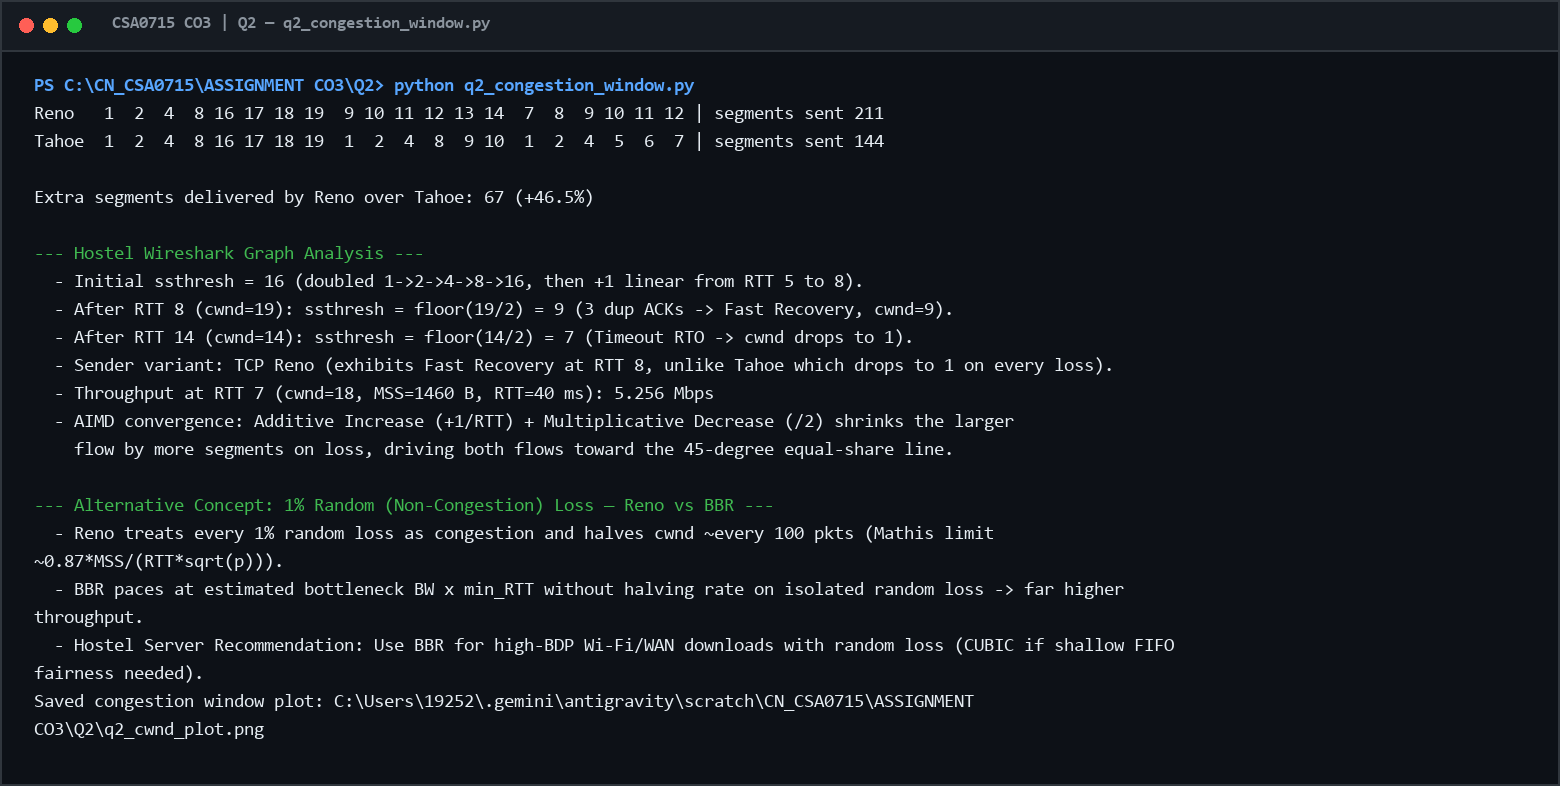 CSA0715 CO3 | Q2 — q2_congestion_window.py
PS C:\CN_CSA0715\ASSIGNMENT CO3\Q2> python q2_congestion_window.py
Reno   1  2  4  8 16 17 18 19  9 10 11 12 13 14  7  8  9 10 11 12 | segments sent 211
Tahoe  1  2  4  8 16 17 18 19  1  2  4  8  9 10  1  2  4  5  6  7 | segments sent 144
Extra segments delivered by Reno over Tahoe: 67 (+46.5%)
--- Hostel Wireshark Graph Analysis ---
  - Initial ssthresh = 16 (doubled 1->2->4->8->16, then +1 linear from RTT 5 to 8).
  - After RTT 8 (cwnd=19): ssthresh = floor(19/2) = 9 (3 dup ACKs -> Fast Recovery, cwnd=9).
  - After RTT 14 (cwnd=14): ssthresh = floor(14/2) = 7 (Timeout RTO -> cwnd drops to 1).
  - Sender variant: TCP Reno (exhibits Fast Recovery at RTT 8, unlike Tahoe which drops to 1 on every loss).
  - Throughput at RTT 7 (cwnd=18, MSS=1460 B, RTT=40 ms): 5.256 Mbps
  - AIMD convergence: Additive Increase (+1/RTT) + Multiplicative Decrease (/2) shrinks the larger
    flow by more segments on loss, driving both flows toward the 45-degree equal-share line.
--- Alternative Concept: 1% Random (Non-Congestion) Loss — Reno vs BBR ---
  - Reno treats every 1% random loss as congestion and halves cwnd ~every 100 pkts (Mathis limit
~0.87*MSS/(RTT*sqrt(p))).
  - BBR paces at estimated bottleneck BW x min_RTT without halving rate on isolated random loss -> far higher
throughput.
  - Hostel Server Recommendation: Use BBR for high-BDP Wi-Fi/WAN downloads with random loss (CUBIC if shallow FIFO
fairness needed).
Saved congestion window plot: C:\Users\19252\.gemini\antigravity\scratch\CN_CSA0715\ASSIGNMENT
CO3\Q2\q2_cwnd_plot.png